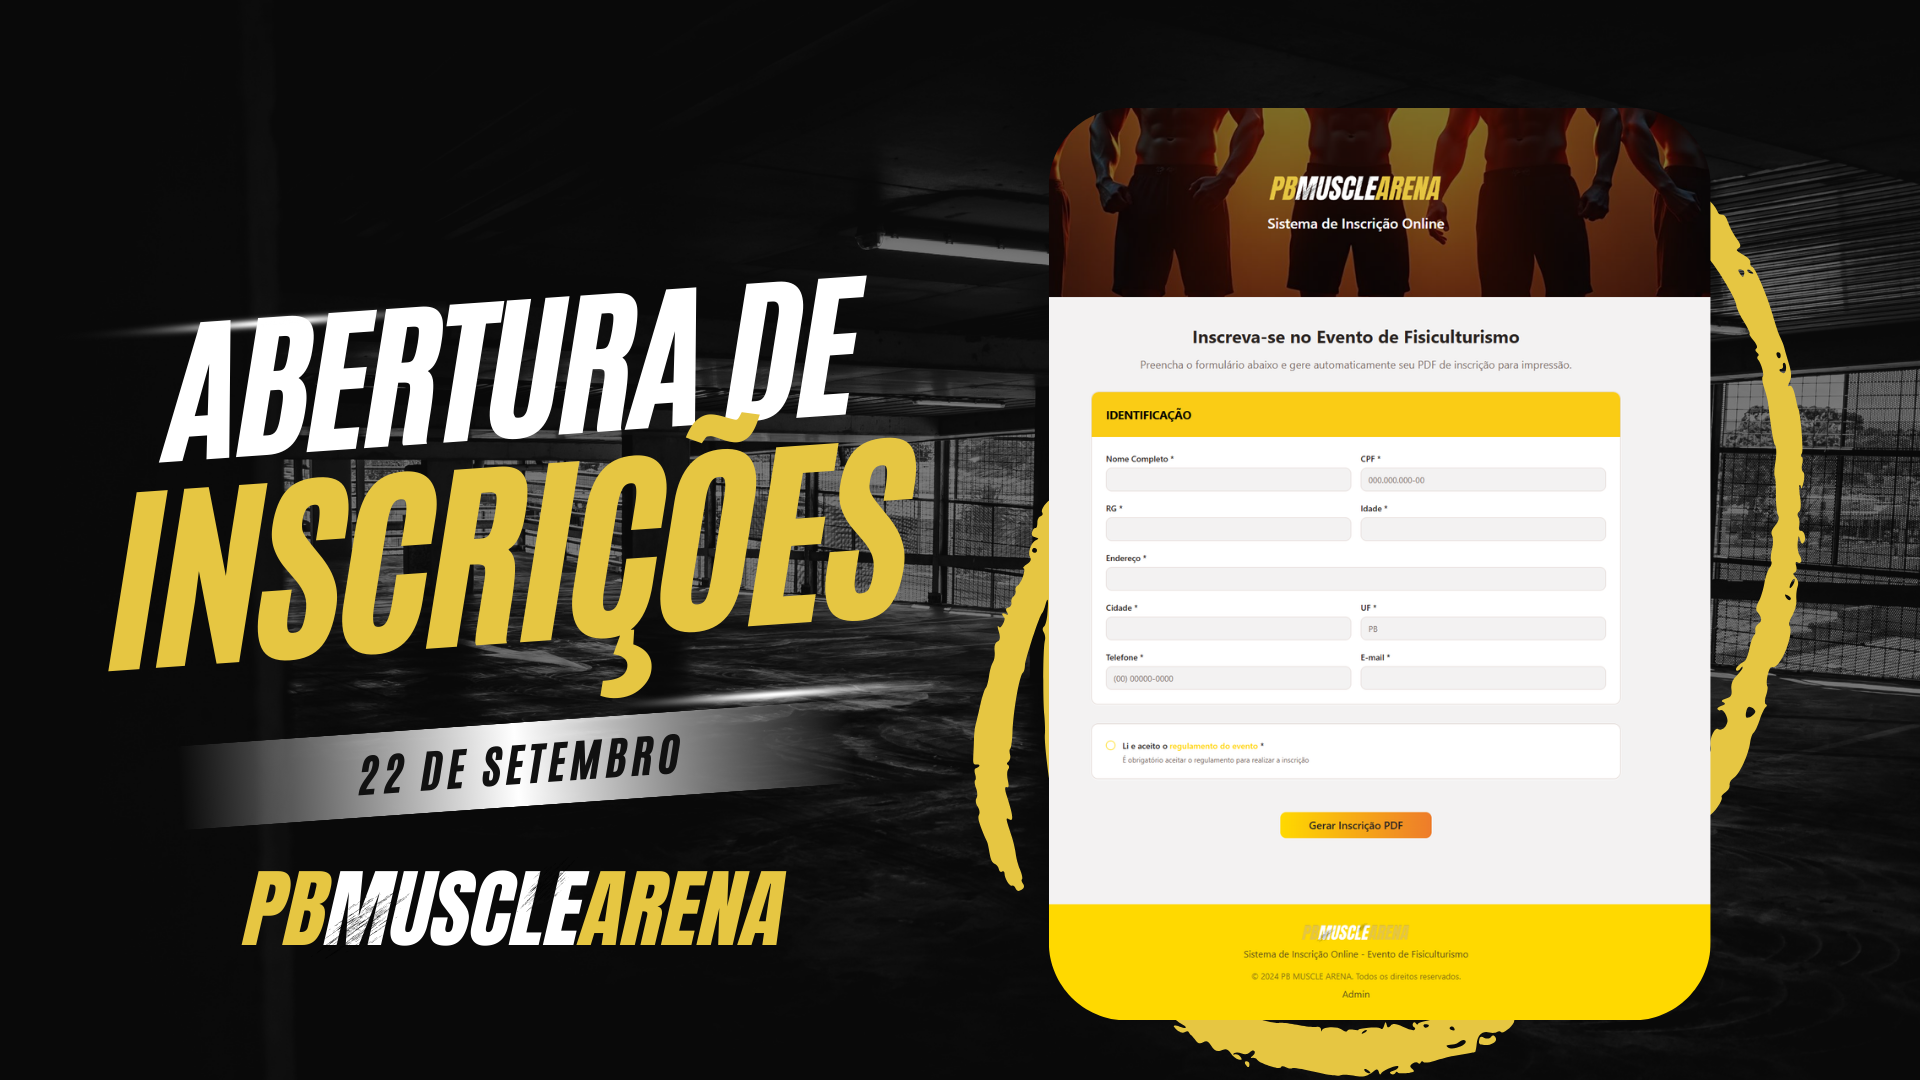 ABERTURA DE
INSCRIÇÕES
22 DE SETEMBRO
PBMUSCLEARENA
PBMUSCLEARENA
Sistema de Inscrição Online
Inscreva-se no Evento de Fisiculturismo
Preencha o formulário abaixo e gere automaticamente seu PDF de inscrição para impressão.
IDENTIFICAÇÃO
Nome Completo *
CPF *
000.000.000-00
RG *
Idade *
Endereço *
Cidade *
UF *
PB
Telefone *
E-mail *
(00) 00000-0000
Li e aceito o regulamento do evento *
É obrigatório aceitar o regulamento para realizar a inscrição
Gerar Inscrição PDF
PBMUSCLEARENA
Sistema de Inscrição Online - Evento de Fisiculturismo
© 2024 PB MUSCLE ARENA. Todos os direitos reservados.
Admin